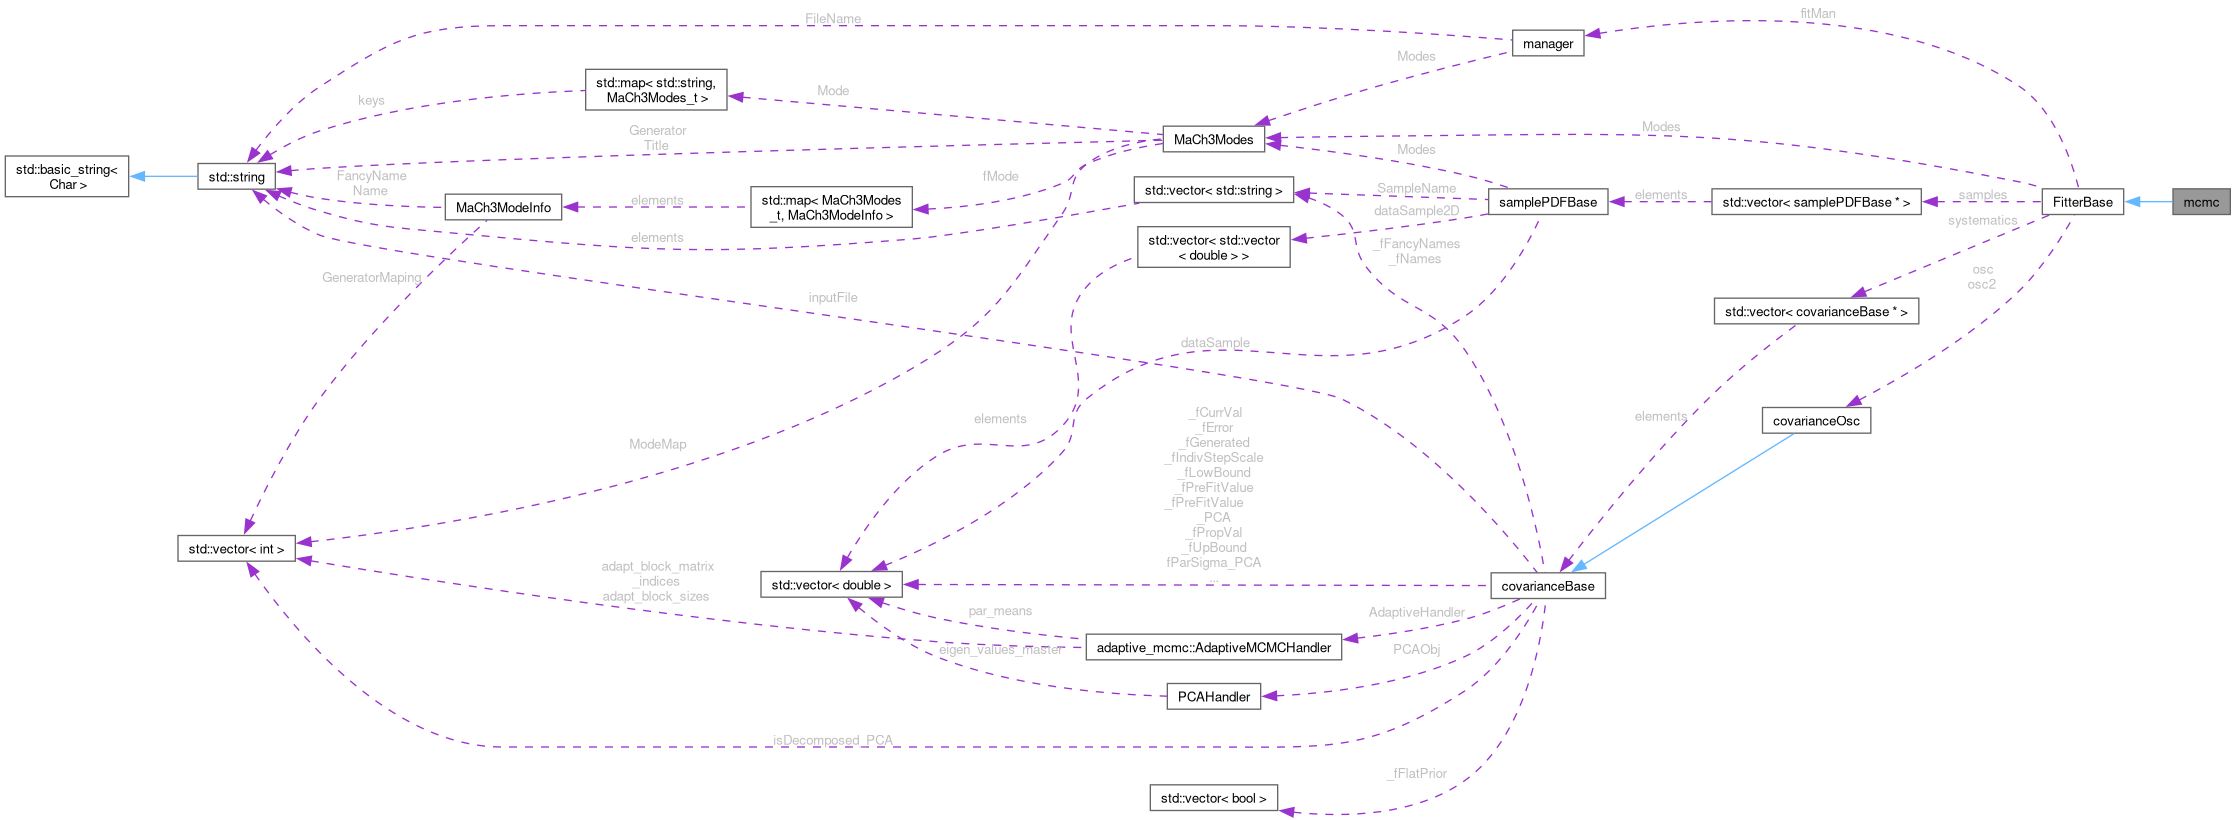 FileName
fitMan
manager
Modes
std::map< std::string,
MaCh3Modes_t >
keys
Mode
MaCh3Modes
Modes
Generator
Title
Modes
std::basic_string<
Char >
std::string
FancyName
Name
MaCh3ModeInfo
elements
std::map< MaCh3Modes
_t, MaCh3ModeInfo >
fMode
std::vector< std::string >
SampleName
samplePDFBase
elements
std::vector< samplePDFBase * >
samples
FitterBase
mcmc
dataSample2D
systematics
elements
std::vector< std::vector
< double > >
_fFancyNames
_fNames
GeneratorMaping
inputFile
osc
osc2
std::vector< covarianceBase * >
dataSample
elements
_fCurrVal
_fError
_fGenerated
_fIndivStepScale
_fLowBound
_fPreFitValue
_fPreFitValue
_PCA
_fPropVal
_fUpBound
fParSigma_PCA
...
elements
covarianceOsc
ModeMap
std::vector< int >
adapt_block_matrix
_indices
adapt_block_sizes
std::vector< double >
covarianceBase
par_means
AdaptiveHandler
adaptive_mcmc::AdaptiveMCMCHandler
eigen_values_master
PCAObj
PCAHandler
isDecomposed_PCA
_fFlatPrior
std::vector< bool >